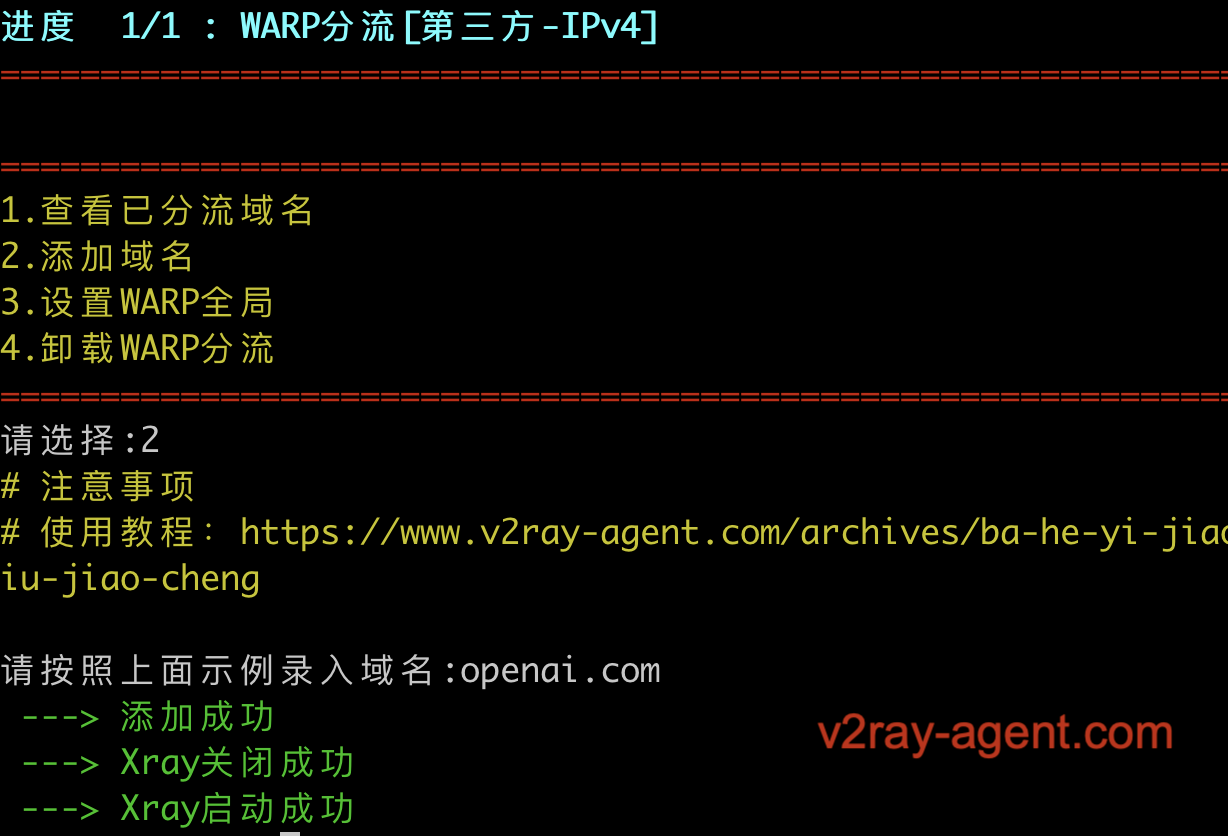 进度  1/1 : WARP分流[第三方-IPv4]
==============================================================


==============================================================
1.查看已分流域名
2.添加域名
3.设置WARP全局
4.卸载WARP分流
==============================================================
请选择:2
# 注意事项
# 使用教程：https://www.v2ray-agent.com/archives/ba-he-yi-jiao
iu-jiao-cheng

请按照上面示例录入域名:openai.com
 ---> 添加成功
v2ray-agent.com
 ---> Xray关闭成功
 ---> Xray启动成功